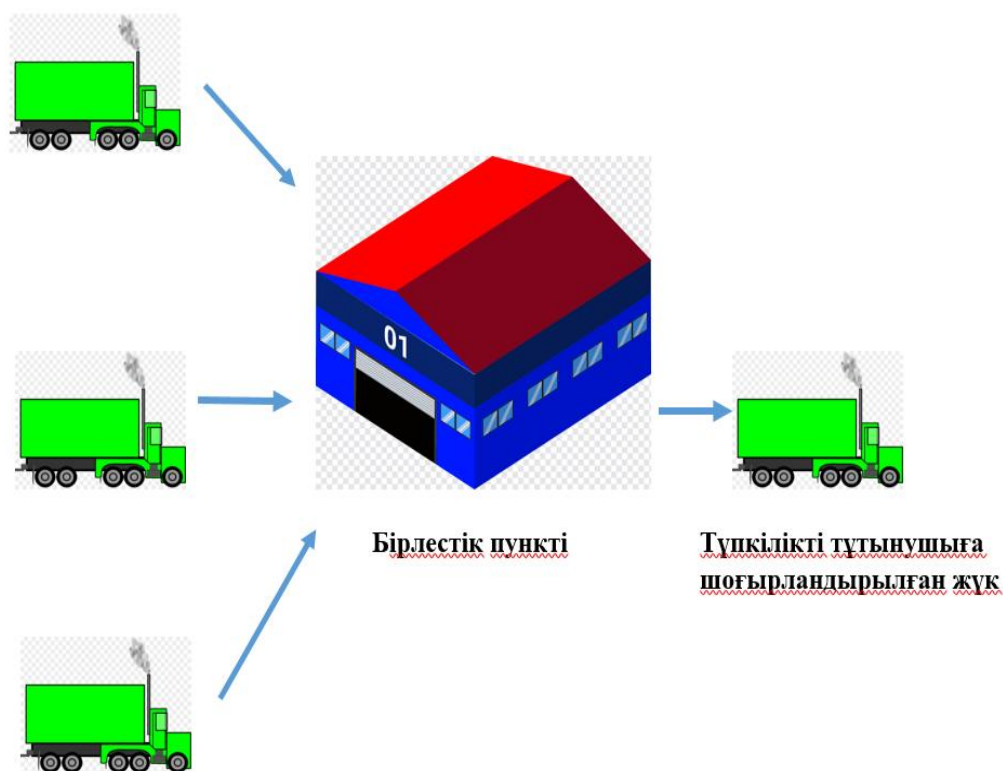 01
Бірлестік пункті
Түпкілікті тұтынушыға
шоғырландырылған жүк